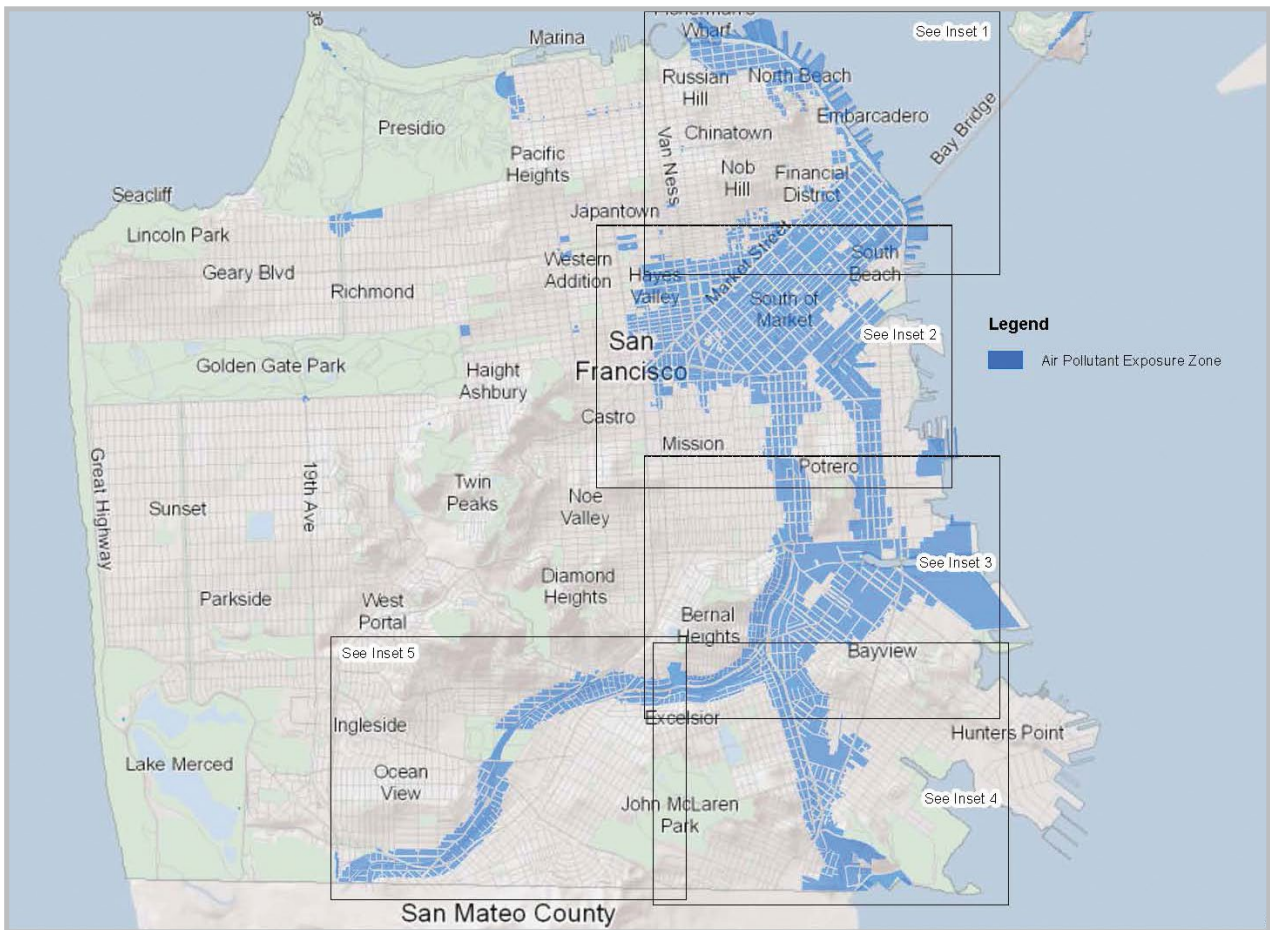 Wharf
See Inset 1
Marina
Russian
Hill
North Beach
Embarcadero
Presidio
Chinatown
Bay Bridge
Van Ness
Pacific
Heights
Nob
Hill
Financial
District
Seacliff
Japantown
Lincoln Park
Geary Blvd
Western
Addition
Market Street
South
Beach
Richmond
Hayes
Valley
South of
Market
Legend
Air Pollutant Exposure Zone
See Inset 2
San
Francisco
Golden Gate Park
Haight
Ashbury
Castro
Mission
Potrero
Great Highway
19th Ave
Twin
Peaks
Noe
Valley
Sunset
See Inset 3
Diamond
Heights
Parkside
West
Portal
Bernal
Heights
See Inset 5
Bayview
Ingleside
Excelsior
Hunters Point
Lake Merced
Ocean
View
John McLaren
Park
See Inset 4
San Mateo County